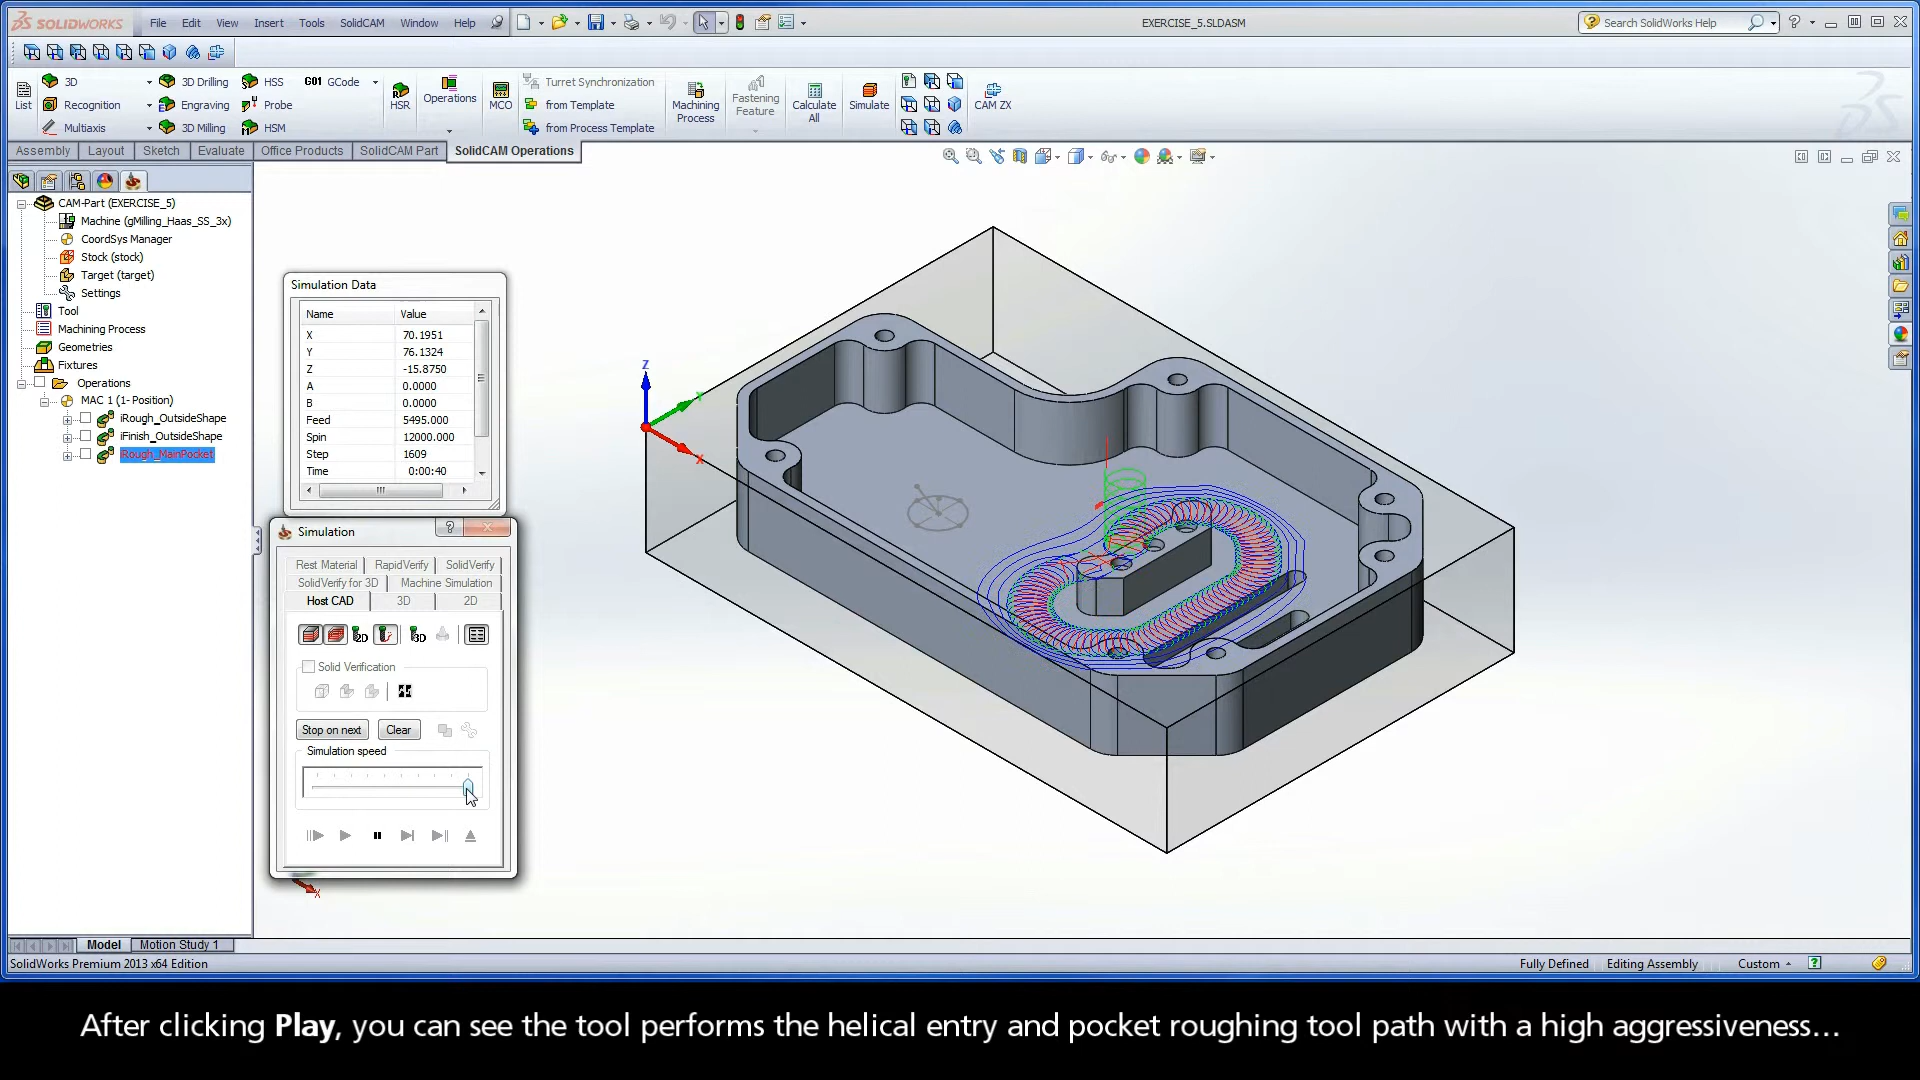 SOLIDWORKS File Edit View Insert Tools SolidCAM Window Help EXERCISE_5.SLDASM Search SolidWorks Help
List 3D 3D Drilling HSS G01 GCode HSR Operations MCO Turret Synchronization Machining Process Fastening Feature Calculate All Simulate CAM ZX
Recognition Engraving Probe from Template
Multiaxis 3D Milling HSM from Process Template
Assembly Layout Sketch Evaluate Office Products SolidCAM Part SolidCAM Operations
CAM-Part (EXERCISE_5)
Machine (gMilling_Haas_SS_3x)
CoordSys Manager
Stock (stock)
Target (target)
Settings
Tool
Machining Process
Geometries
Fixtures
Operations
MAC 1 (1- Position)
iRough_OutsideShape
iFinish_OutsideShape
iRough_MainPocket
Simulation Data
Name Value
X 70.1951
Y 76.1324
Z -15.8750
A 0.0000
B 0.0000
Feed 5495.000
Spin 12000.000
Step 1609
Time 0:00:40
Simulation
Rest Material RapidVerify SolidVerify
SolidVerify for 3D Machine Simulation
Host CAD 3D 2D
2D 3D
Solid Verification
Stop on next Clear
Simulation speed
Z
Y
X
X
Model Motion Study 1
SolidWorks Premium 2013 x64 Edition Fully Defined Editing Assembly Custom
After clicking Play, you can see the tool performs the helical entry and pocket roughing tool path with a high aggressiveness...